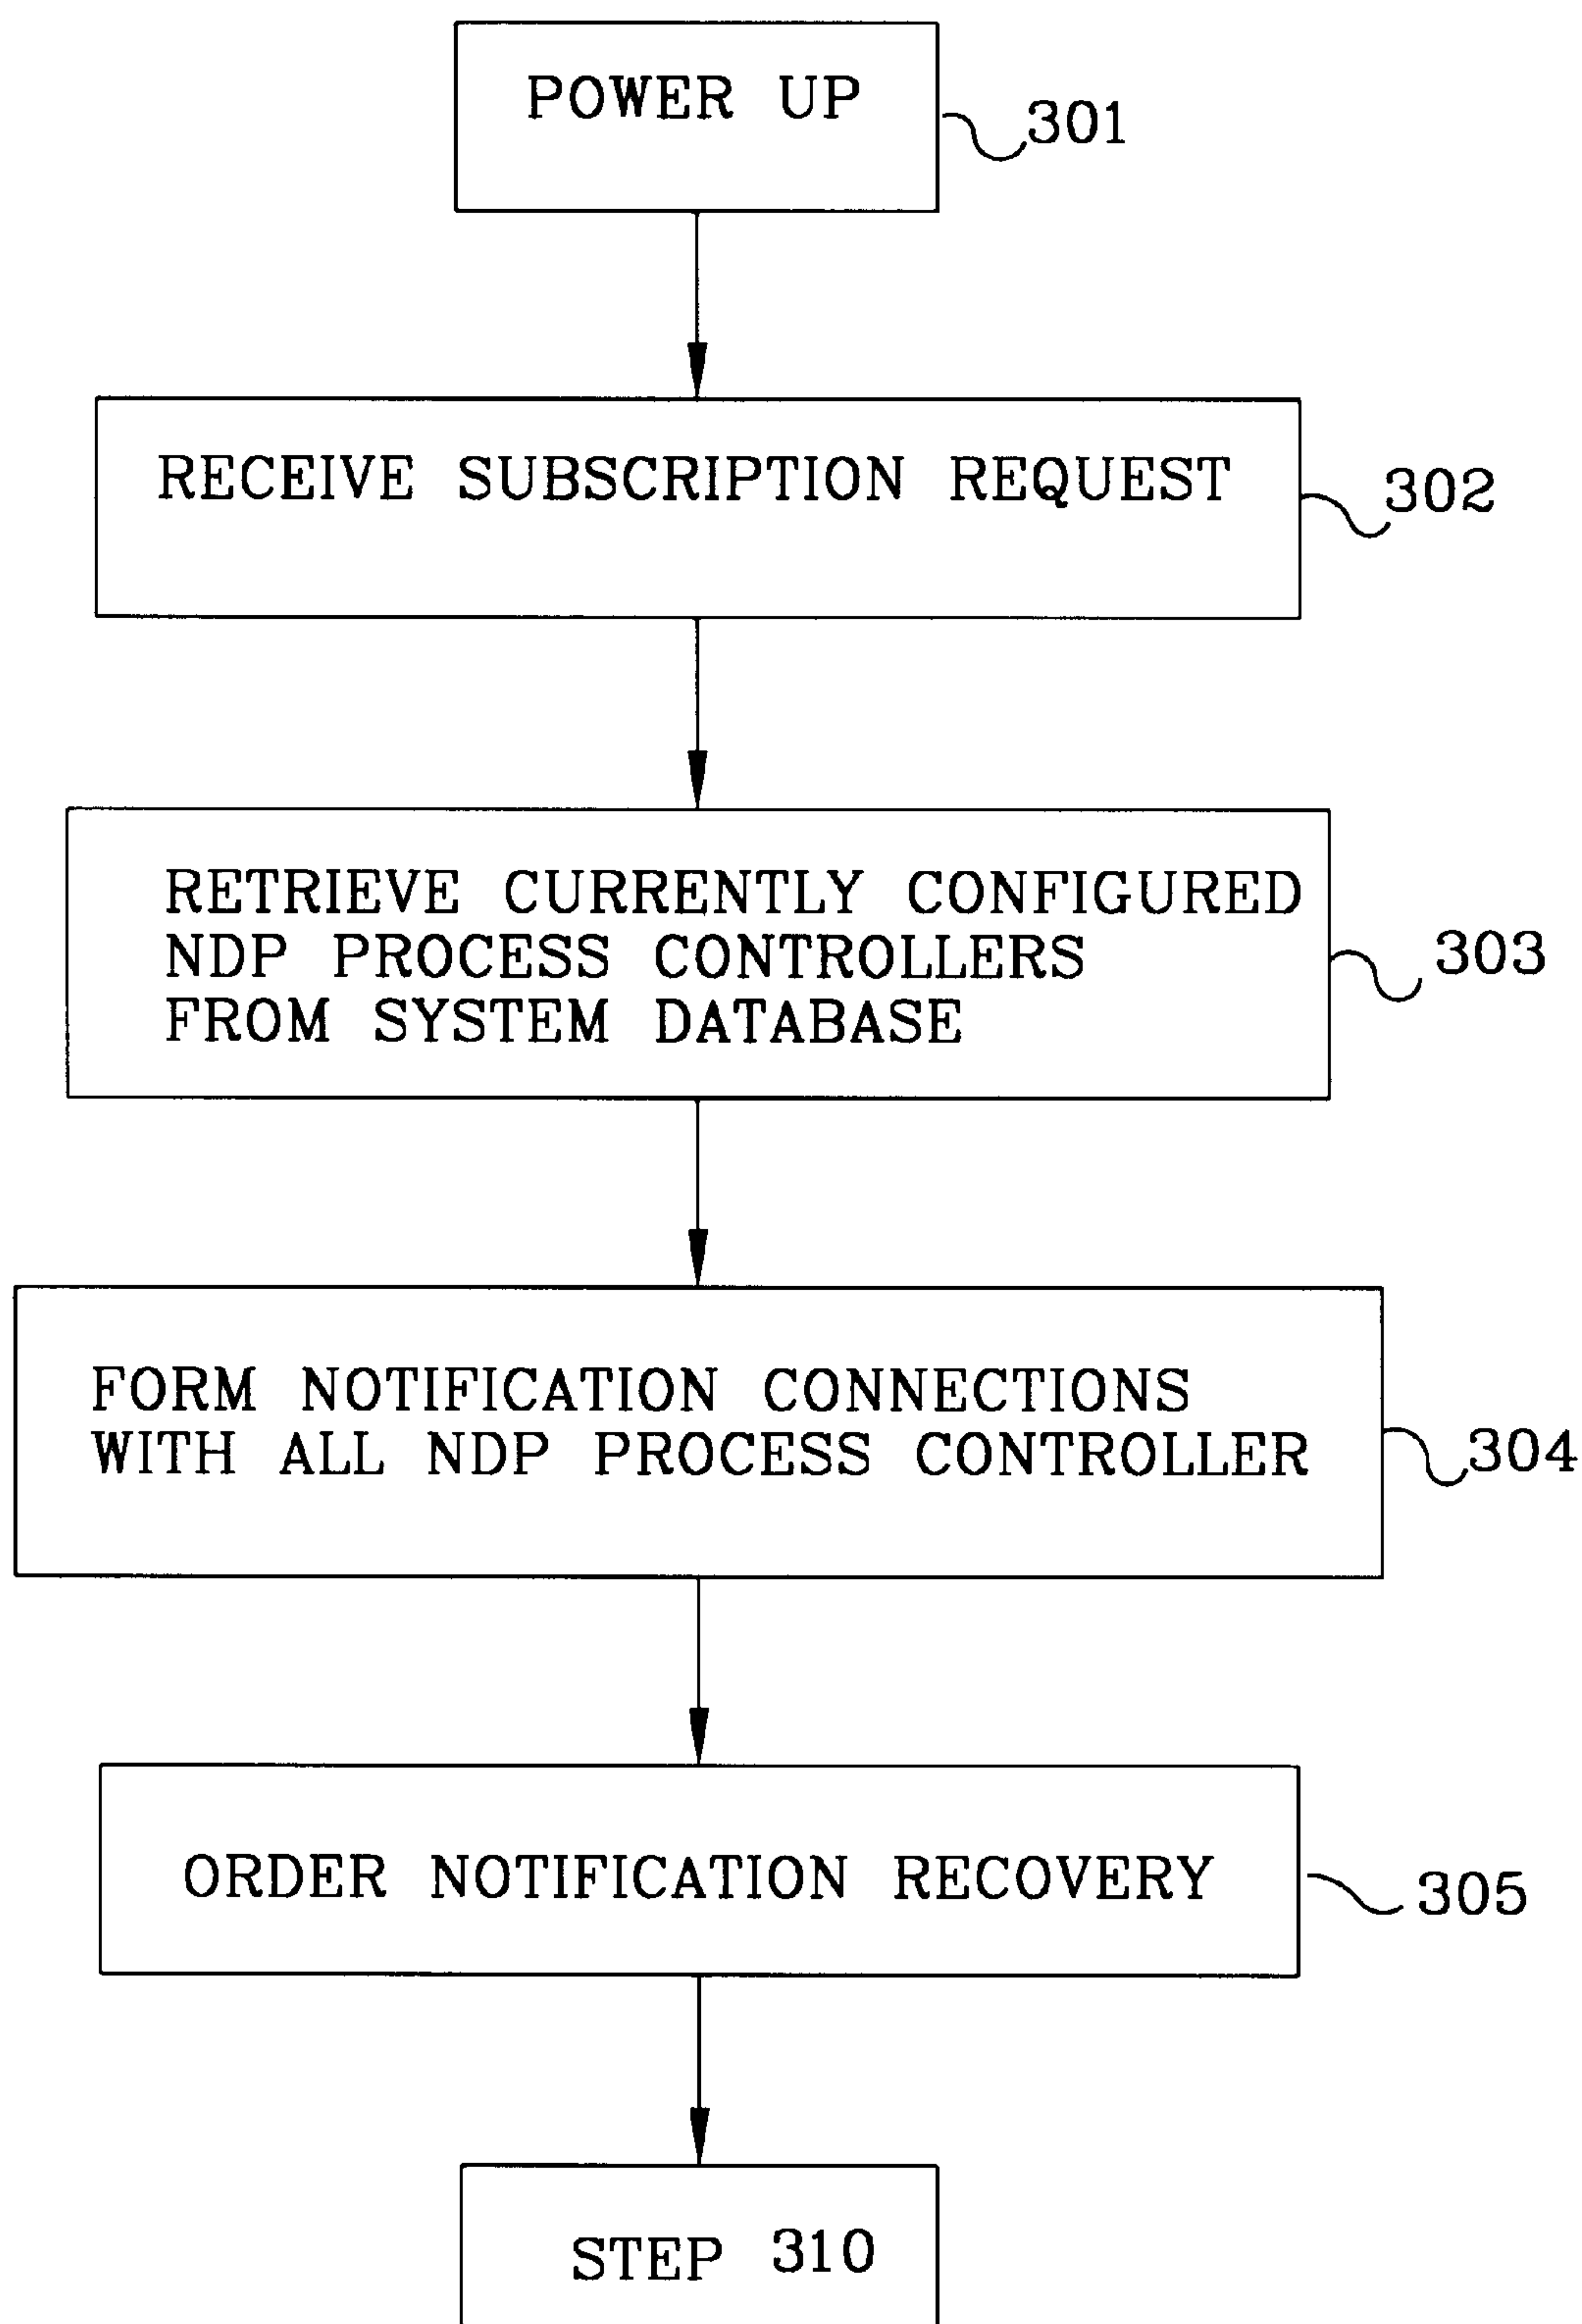 POWER UP
301
RECEIVE SUBSCRIPTION REQUEST
302
RETRIEVE CURRENTLY CONFIGURED
NDP PROCESS CONTROLLERS
FROM SYSTEM DATABASE
303
FORM NOTIFICATION CONNECTIONS
WITH ALL NDP PROCESS CONTROLLER
304
ORDER NOTIFICATION RECOVERY
305
STEP 310